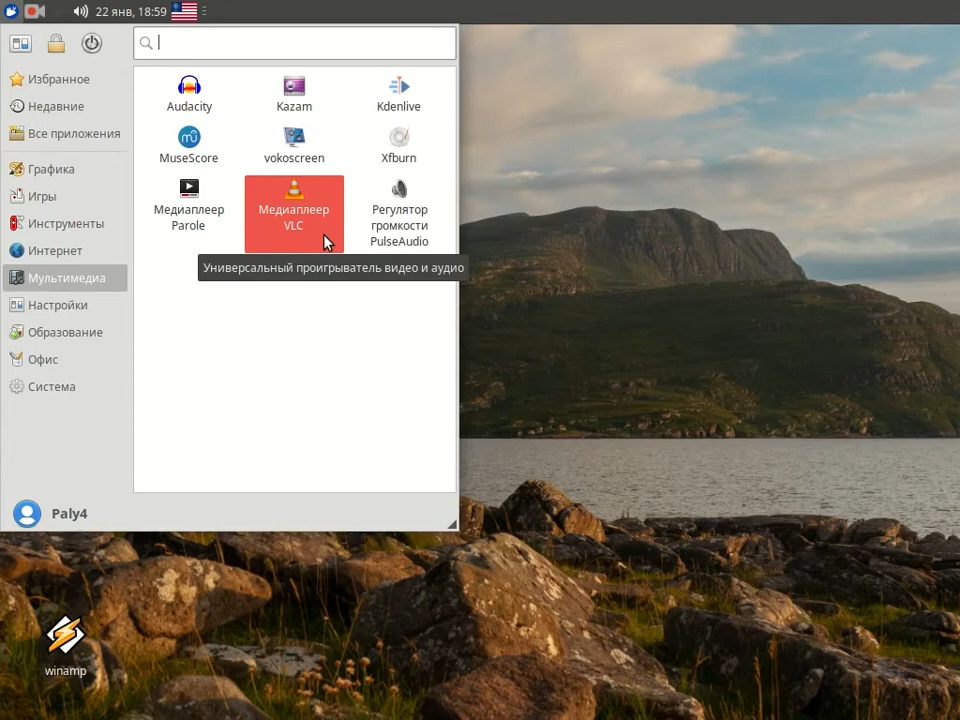 22 янв, 18:59
Избранное
Недавние
Все приложения
Графика
Игры
Инструменты
Интернет
Мультимедиа
Настройки
Образование
Офис
Система
Audacity
Kazam
Kdenlive
MuseScore
vokoscreen
Xfburn
Медиаплеер
Parole
Медиаплеер
VLC
Регулятор
громкости
PulseAudio
Универсальный проигрыватель видео и аудио
Paly4
winamp